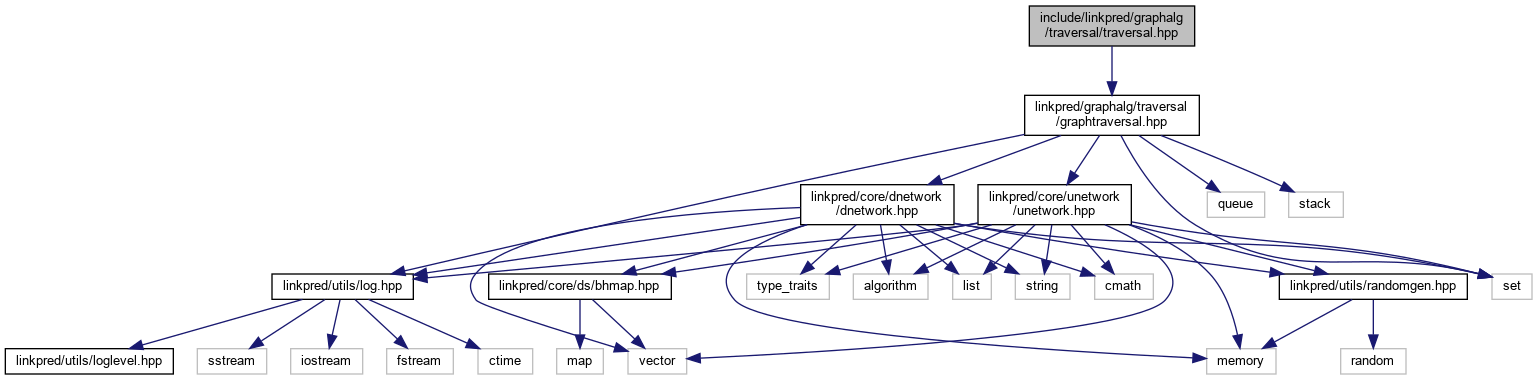 include/linkpred/graphalg
/traversal/traversal.hpp
linkpred/graphalg/traversal
/graphtraversal.hpp
linkpred/core/dnetwork
/dnetwork.hpp
linkpred/core/unetwork
/unetwork.hpp
queue
stack
linkpred/utils/log.hpp
linkpred/core/ds/bhmap.hpp
type_traits
algorithm
list
string
cmath
linkpred/utils/randomgen.hpp
set
linkpred/utils/loglevel.hpp
sstream
iostream
fstream
ctime
map
vector
memory
random